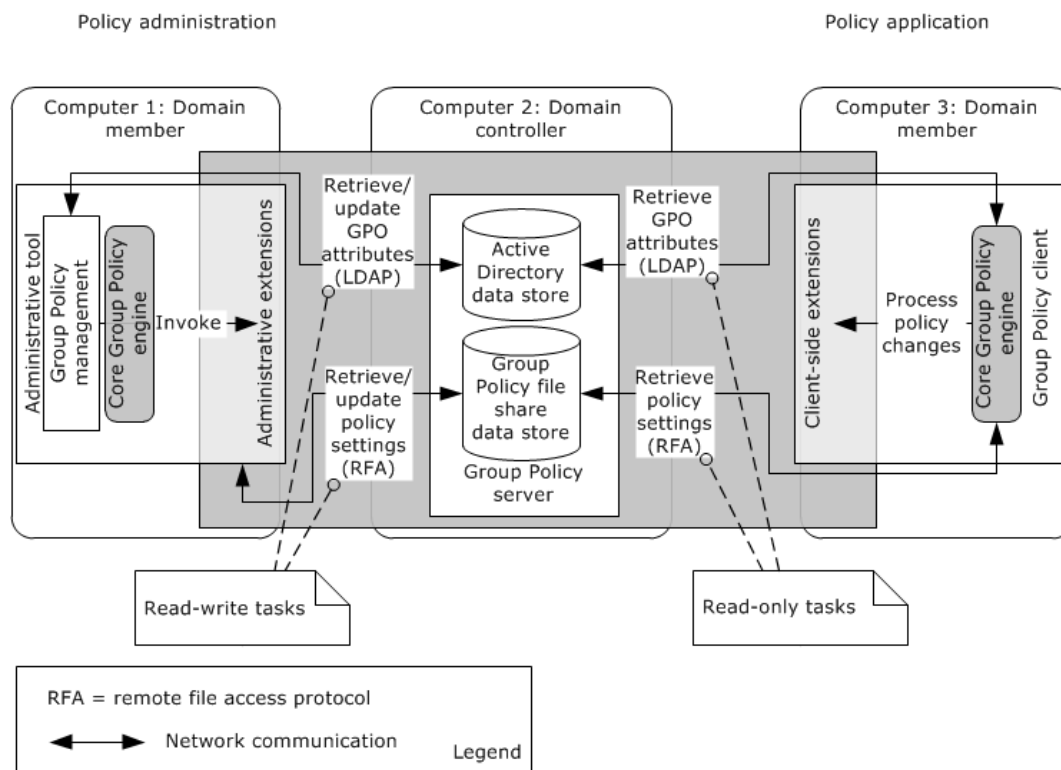 Policy administration
Policy application
Computer 1: Domain
member
Computer 2: Domain
controller
Computer 3: Domain
member
Administrative tool
Group Policy
management
Core Group Policy
engine
Invoke
Administrative extensions
Retrieve/
update
GPO
attributes
(LDAP)
Retrieve/
update
policy
settings
(RFA)
Active
Directory
data store
Group
Policy file
share
data store
Group Policy
server
Retrieve
GPO
attributes
(LDAP)
Retrieve
policy
settings
(RFA)
Client-side extensions
Process
policy
changes
Core Group Policy
engine
Group Policy client
Read-write tasks
Read-only tasks
RFA = remote file access protocol
Network communication
Legend